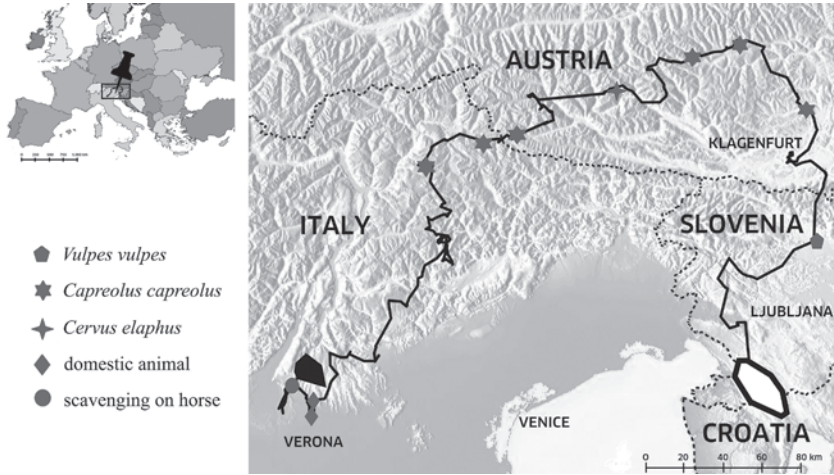 Vulpes vulpes
Capreolus capreolus
Cervus elaphus
domestic animal
scavenging on horse
AUSTRIA
KLAGENFURT
ITALY
SLOVENIA
LJUBLJANA
VENICE
VERONA
CROATIA
0 20 40 60 80 km